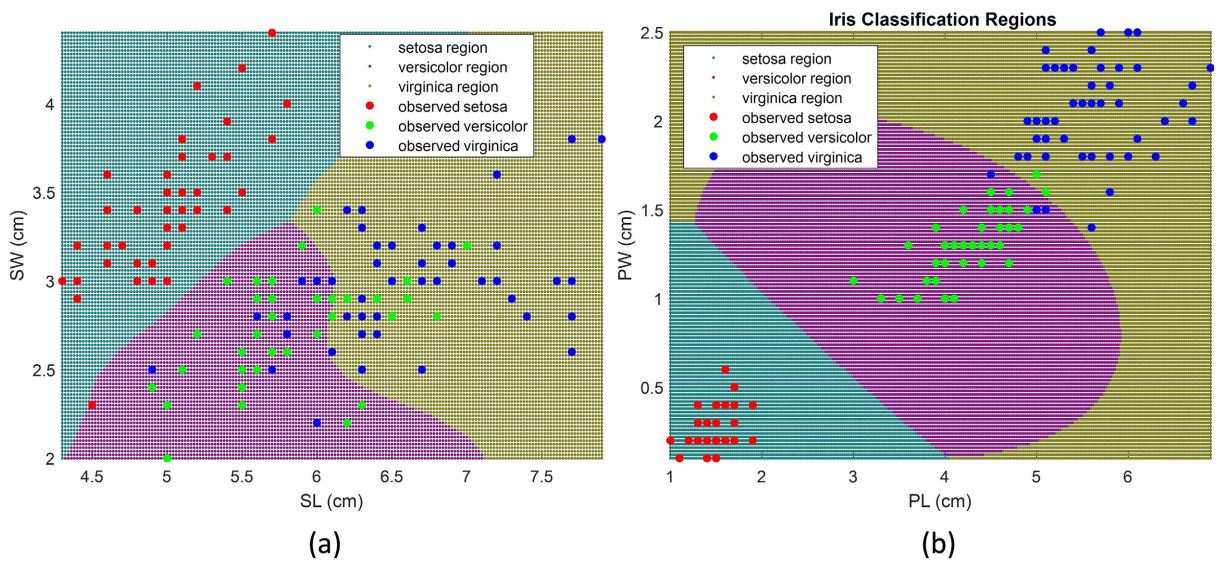 setosa region
versicolor region
virginica region
observed setosa
observed versicolor
observed virginica
4
3.5
3
2.5
2
SW (cm)
4.5 5 5.5 6 6.5 7 7.5
SL (cm)
(a)
Iris Classification Regions
setosa region
versicolor region
virginica region
observed setosa
observed versicolor
observed virginica
2.5
2
1.5
1
0.5
PW (cm)
1 2 3 4 5 6
PL (cm)
(b)